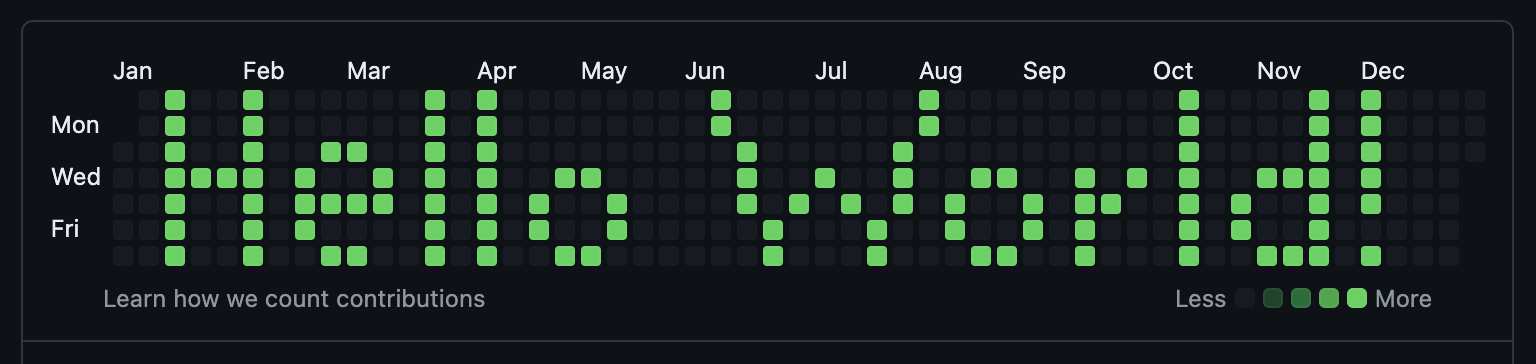 Jan Feb Mar Apr May Jun Jul Aug Sep Oct Nov Dec
Mon
Wed
Fri
Hello World!
Learn how we count contributions
Less More